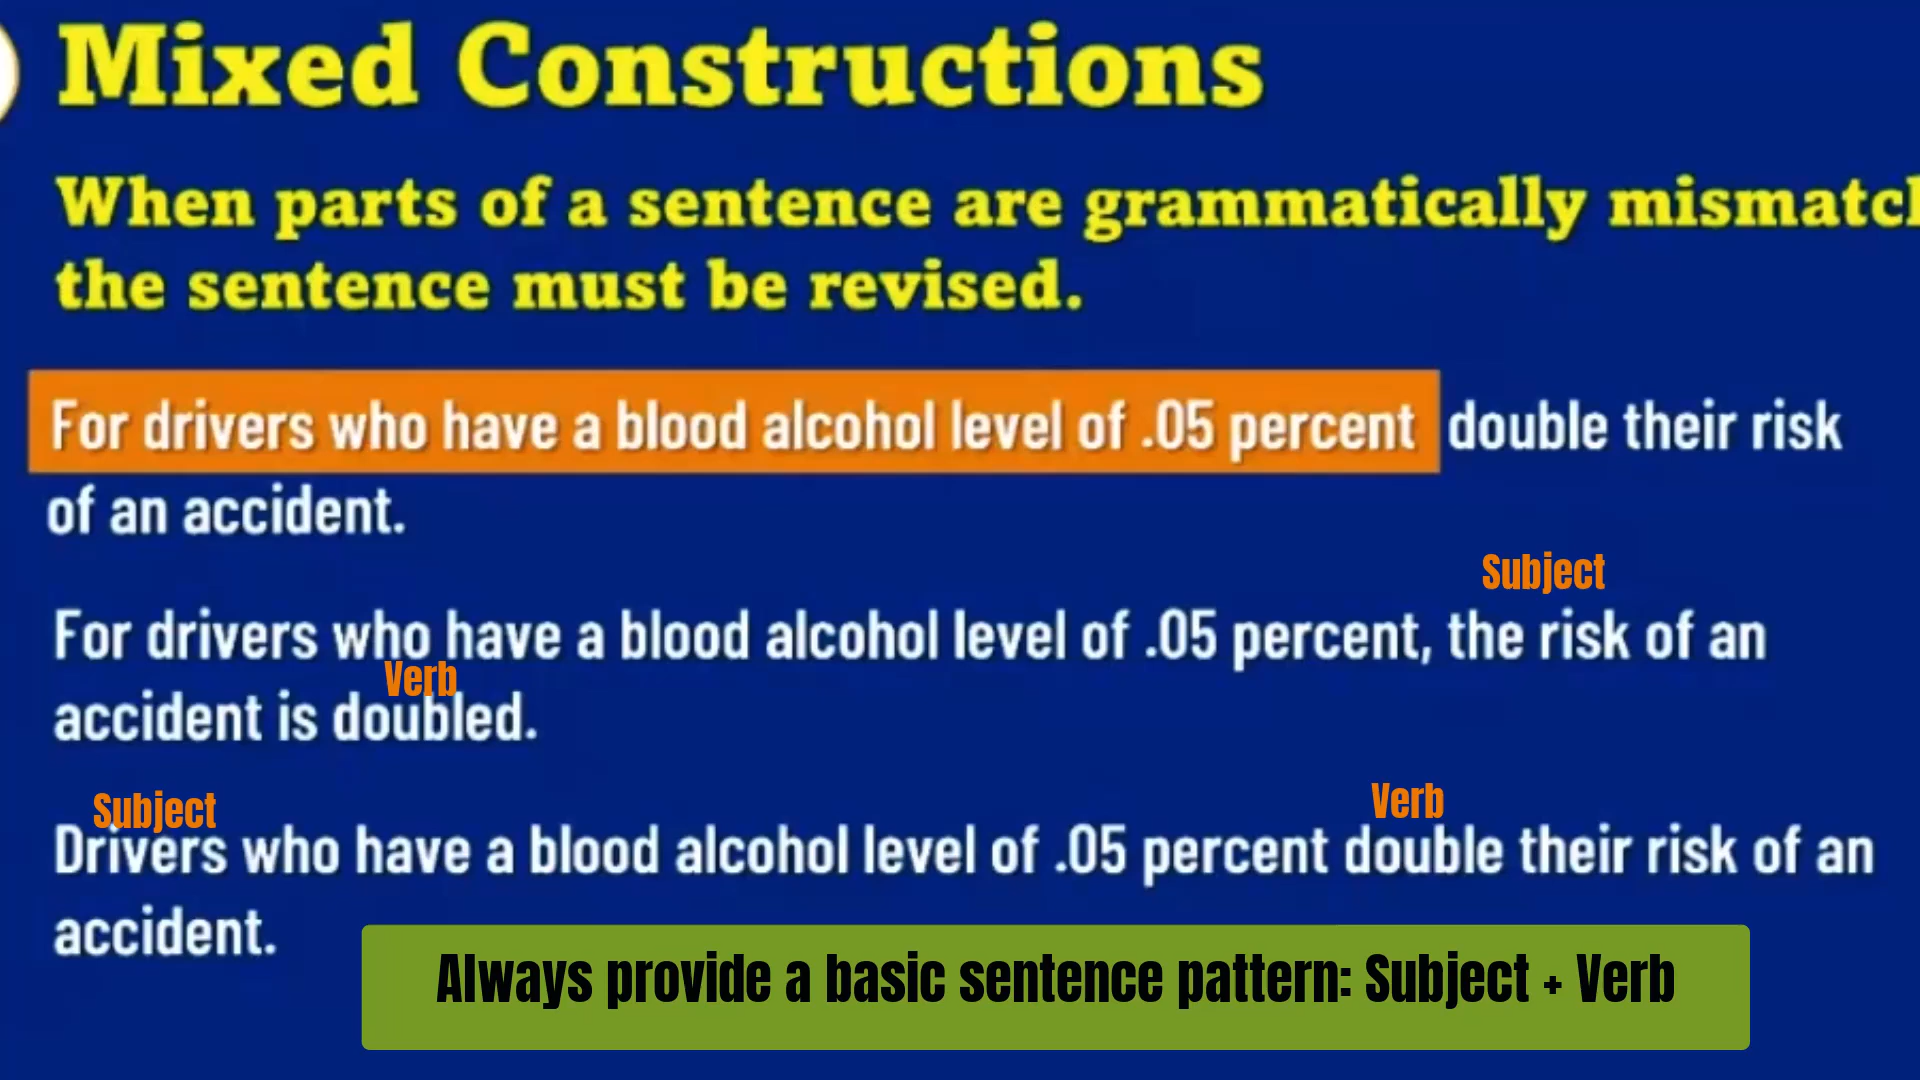 Mixed Constructions
When parts of a sentence are grammatically mismatch
the sentence must be revised.
For drivers who have a blood alcohol level of .05 percent double their risk
of an accident.
Subject
For drivers who have a blood alcohol level of .05 percent, the risk of an
Verb
accident is doubled.
Subject
Verb
Drivers who have a blood alcohol level of .05 percent double their risk of an
accident.
Always provide a basic sentence pattern: Subject + Verb